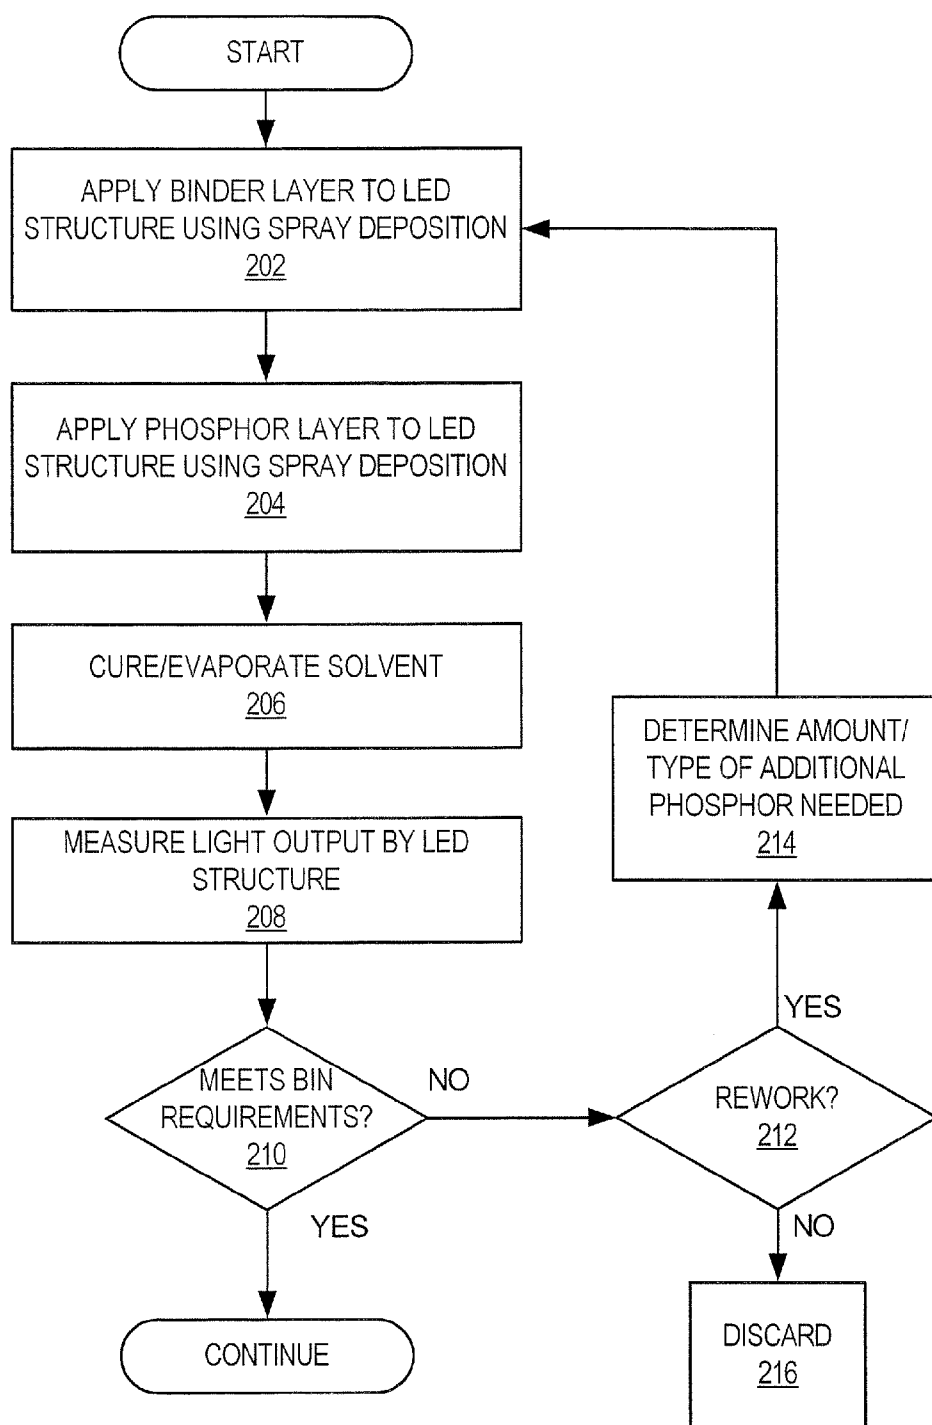 START
APPLY BINDER LAYER TO LED
STRUCTURE USING SPRAY DEPOSITION
202
APPLY PHOSPHOR LAYER TO LED
STRUCTURE USING SPRAY DEPOSITION
204
CURE/EVAPORATE SOLVENT
206
MEASURE LIGHT OUTPUT BY LED
STRUCTURE
208
MEETS BIN
REQUIREMENTS?
210
NO
YES
CONTINUE
DETERMINE AMOUNT/
TYPE OF ADDITIONAL
PHOSPHOR NEEDED
214
YES
REWORK?
212
NO
DISCARD
216